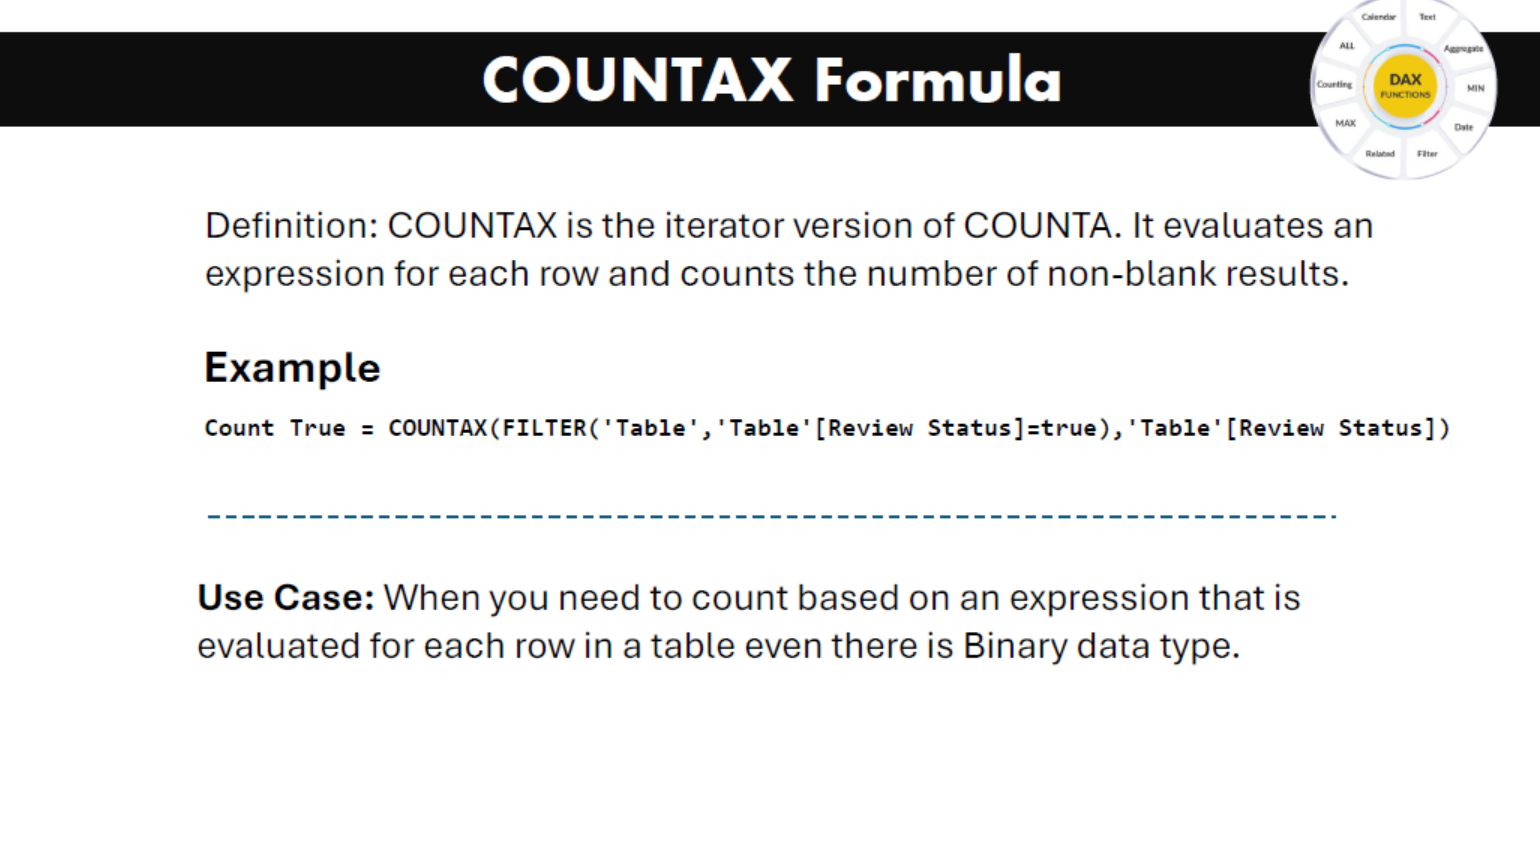 COUNTAX Formula
Calendar
Text
ALL
Aggregate
Counting
DAX
FUNCTIONS
MIN
MAX
Date
Related
Filter
Definition: COUNTAX is the iterator version of COUNTA. It evaluates an
expression for each row and counts the number of non-blank results.
Example
Count True = COUNTAX(FILTER('Table','Table'[Review Status]=true),'Table'[Review Status])
Use Case: When you need to count based on an expression that is
evaluated for each row in a table even there is Binary data type.